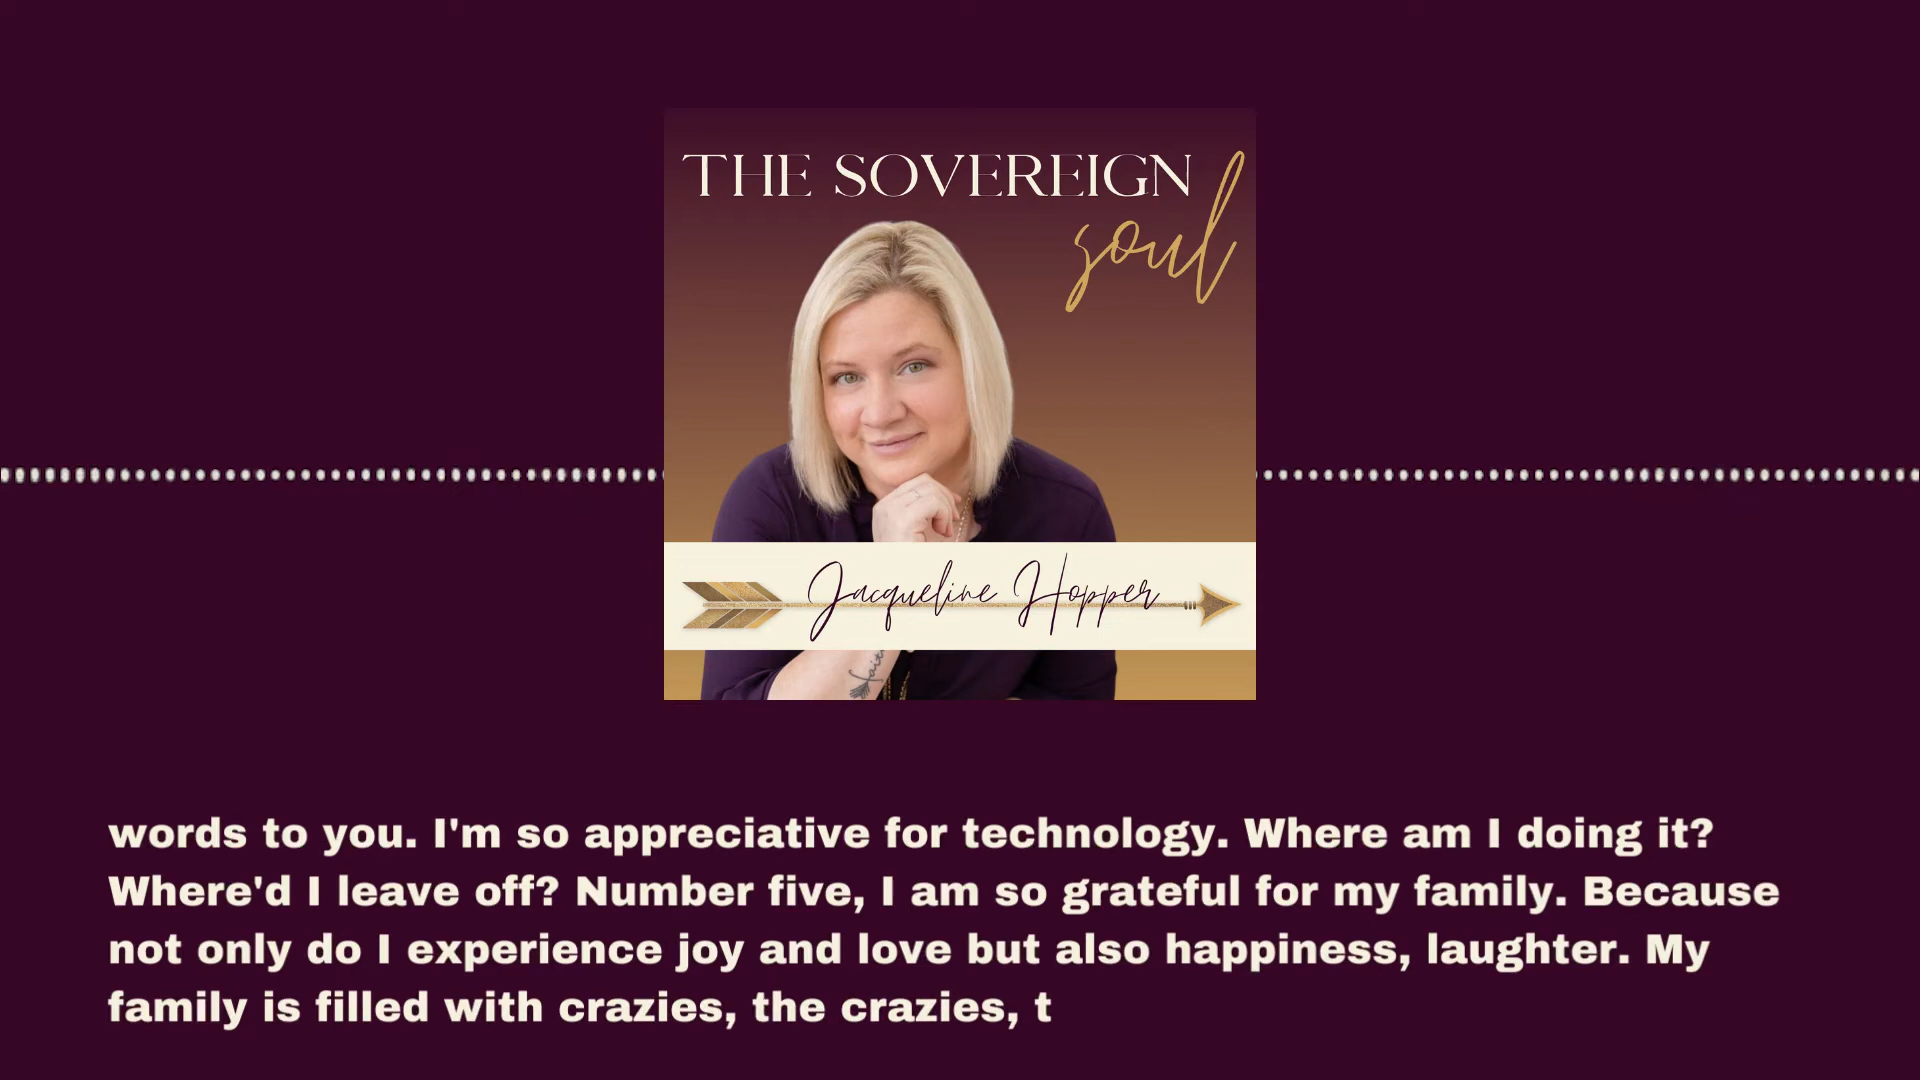 THE SOVEREIGN
soul
Jacqueline Hopper
faith
words to you. I'm so appreciative for technology. Where am I doing it?
Where'd I leave off? Number five, I am so grateful for my family. Because
not only do I experience joy and love but also happiness, laughter. My
family is filled with crazies, the crazies, t